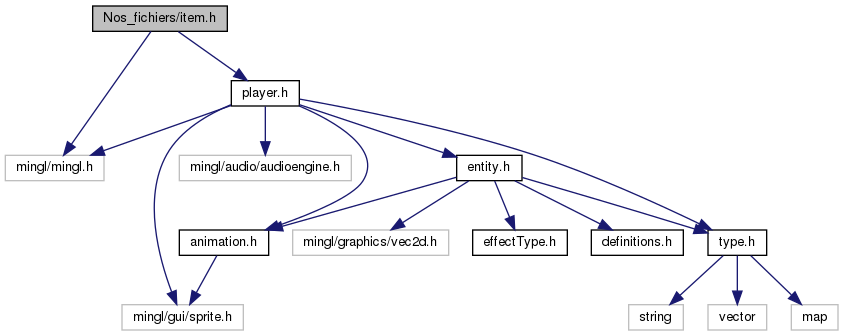 Nos_fichiers/item.h
player.h
mingl/mingl.h
mingl/audio/audioengine.h
entity.h
animation.h
mingl/graphics/vec2d.h
effectType.h
definitions.h
type.h
mingl/gui/sprite.h
string
vector
map